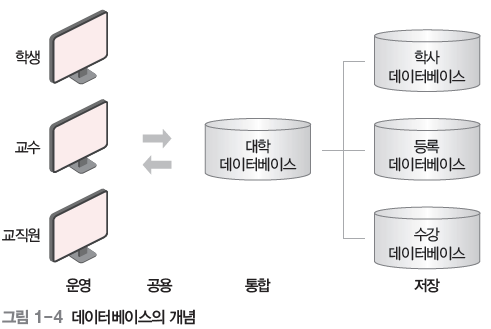 학생
교수
교직원
대학
데이터베이스
학사
데이터베이스
등록
데이터베이스
수강
데이터베이스
운영 공용 통합 저장
그림 1-4 데이터베이스의 개념